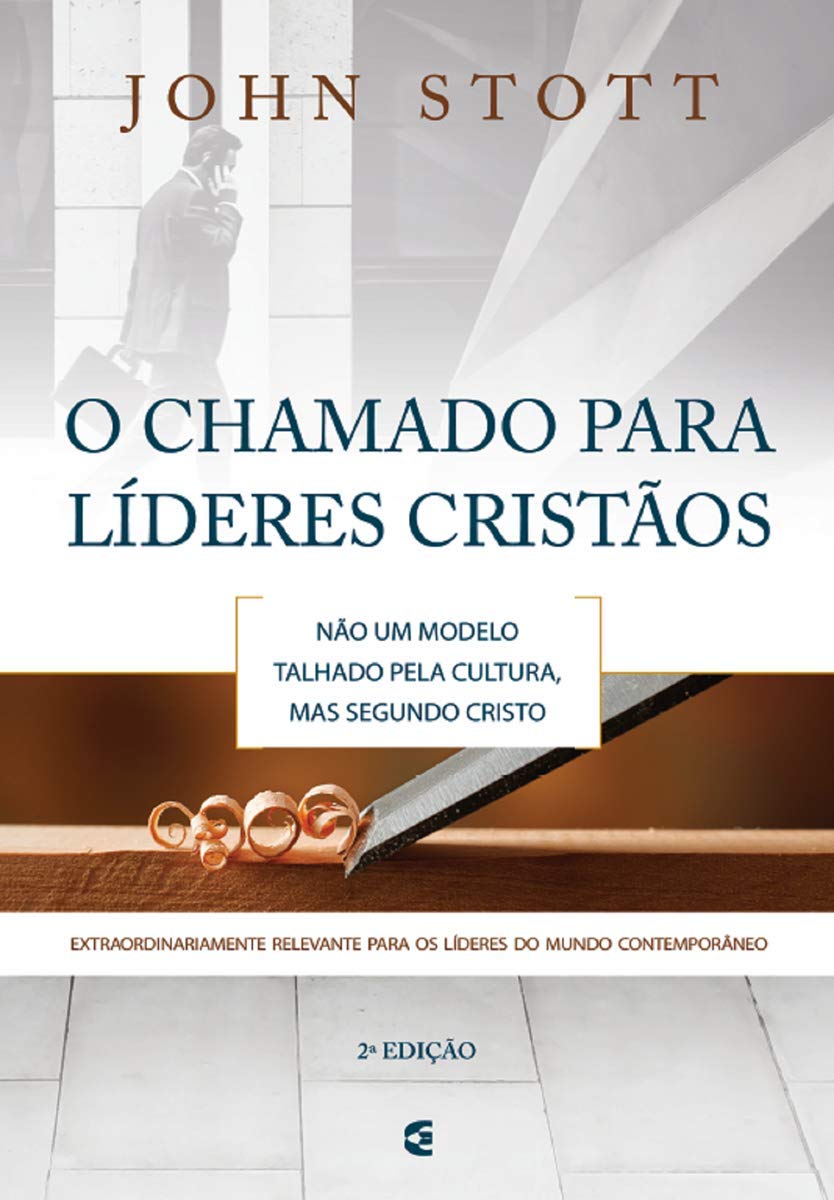 JOHN STOTT
O CHAMADO PARA
LÍDERES CRISTÃOS
NÃO UM MODELO
TALHADO PELA CULTURA,
MAS SEGUNDO CRISTO
EXTRAORDINARIAMENTE RELEVANTE PARA OS LÍDERES DO MUNDO CONTEMPORÂNEO
2ª EDIÇÃO